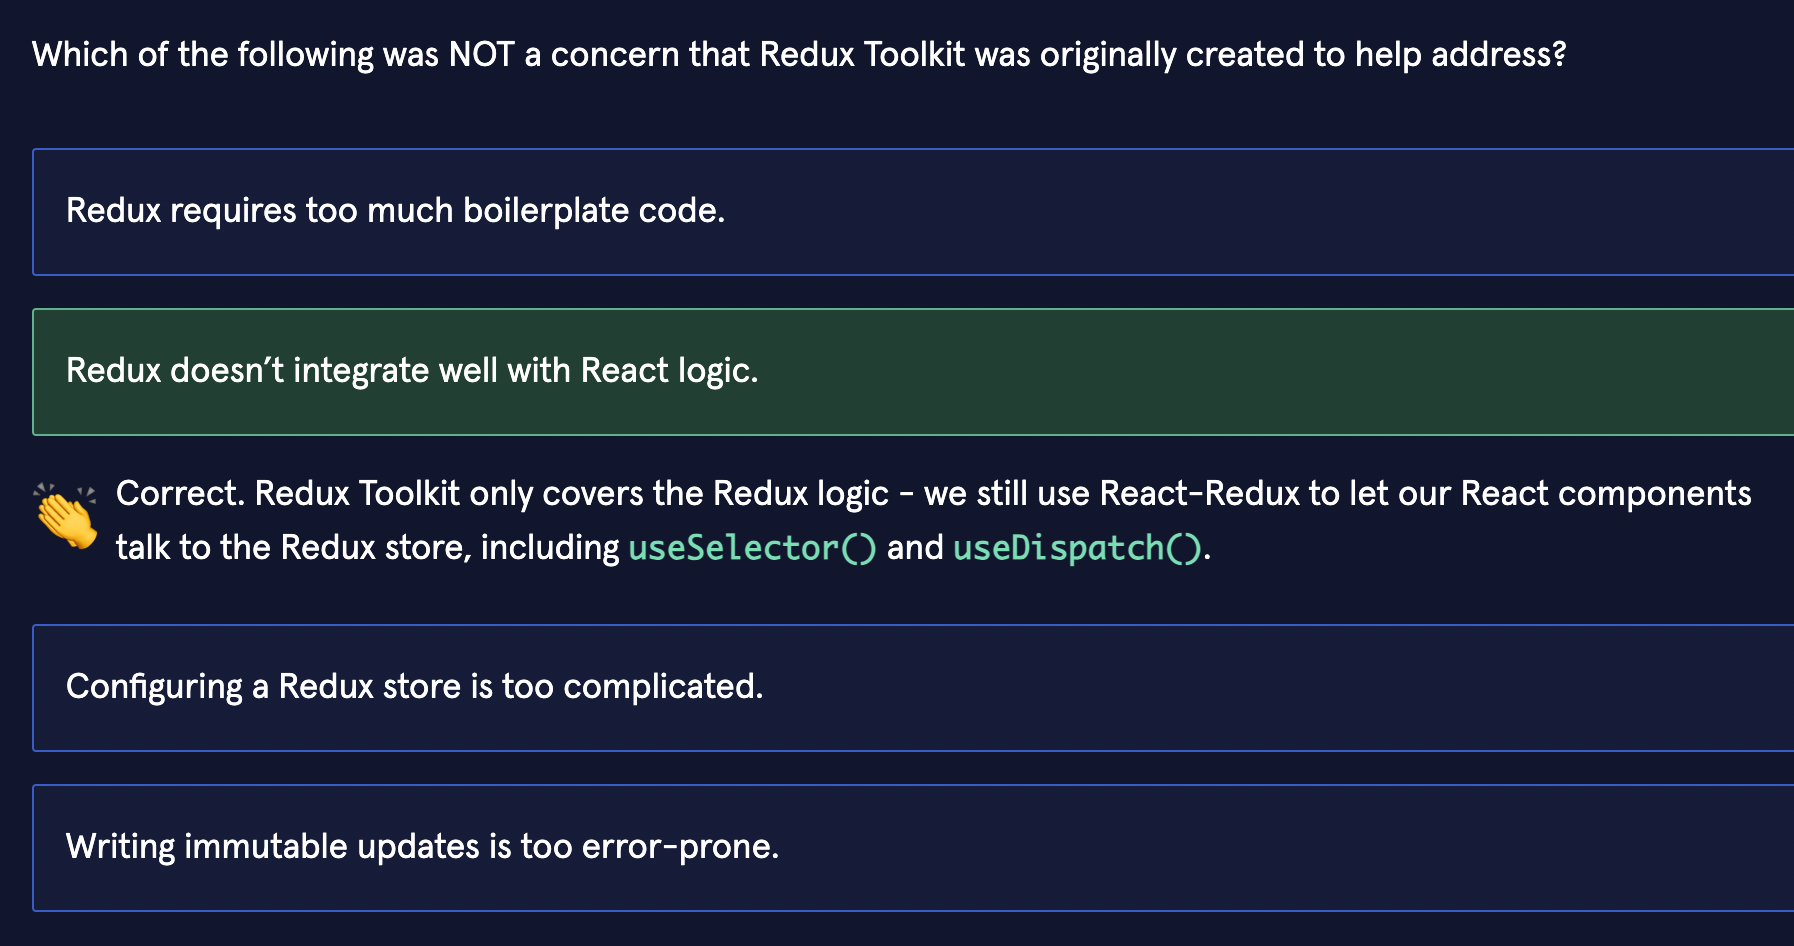 Which of the following was NOT a concern that Redux Toolkit was originally created to help address?
Redux requires too much boilerplate code.
Redux doesn’t integrate well with React logic.
Correct. Redux Toolkit only covers the Redux logic - we still use React-Redux to let our React components
talk to the Redux store, including useSelector() and useDispatch().
Configuring a Redux store is too complicated.
Writing immutable updates is too error-prone.